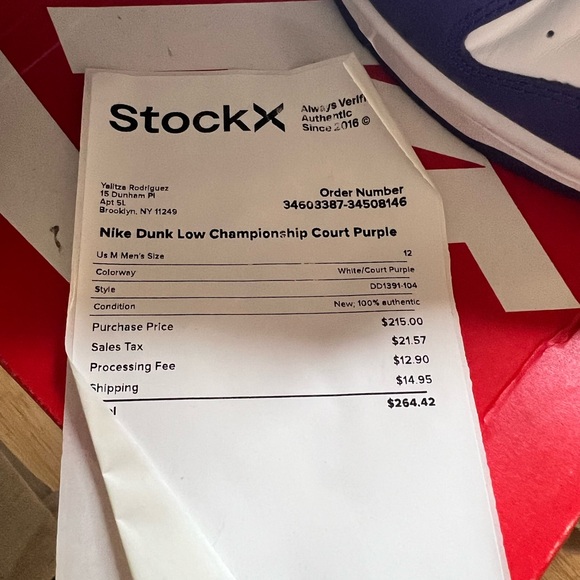 StockX
Always Verifi
Authentic
Since 2016 ©
Yalitza Rodriguez
15 Dunham Pl
Apt 5L
Brooklyn, NY 11249
Order Number
34603387-34508146
Nike Dunk Low Championship Court Purple
Us M Men's Size 12
Colorway White/Court Purple
Style DD1391-104
Condition New, 100% authentic
Purchase Price $215.00
Sales Tax $21.57
Processing Fee $12.90
Shipping $14.95
$264.42